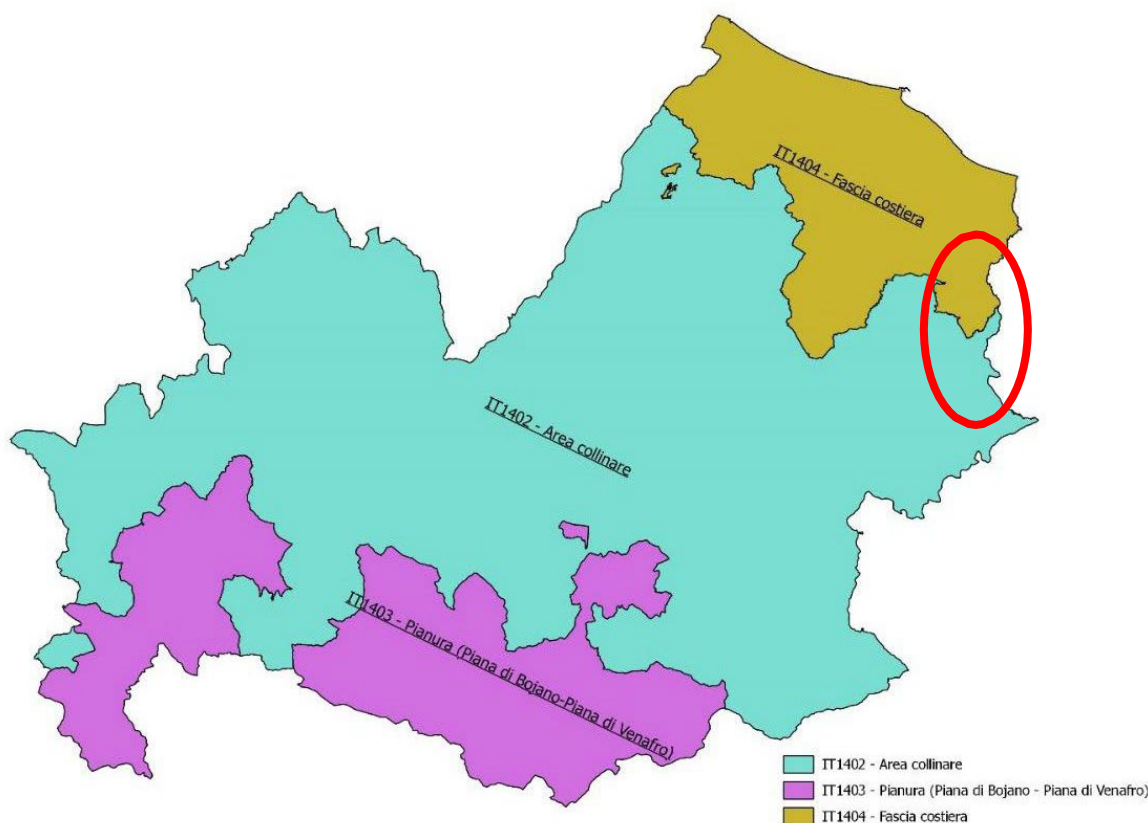 IT1404 - Fascia costiera
IT1402 - Area collinare
IT1403 - Pianura (Piana di Bojano-Piana di Venafro)
IT1402 - Area collinare
IT1403 - Pianura (Piana di Bojano - Piana di Venafro)
IT1404 - Fascia costiera